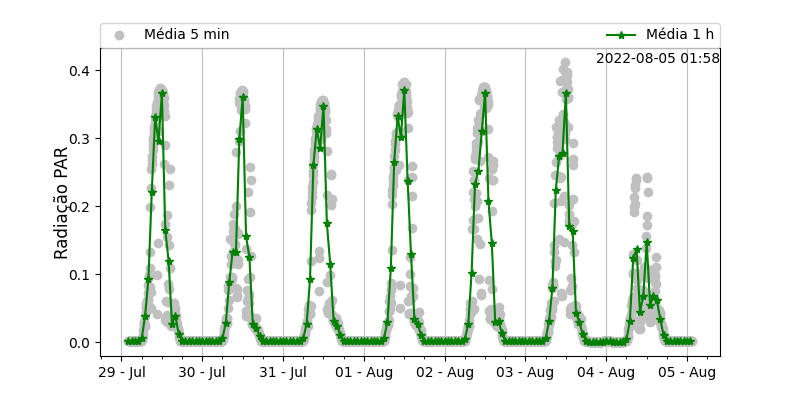 Média 5 min Média 1 h
2022-08-05 01:58
Radiação PAR
0.4
0.3
0.2
0.1
0.0
29 - Jul 30 - Jul 31 - Jul 01 - Aug 02 - Aug 03 - Aug 04 - Aug 05 - Aug